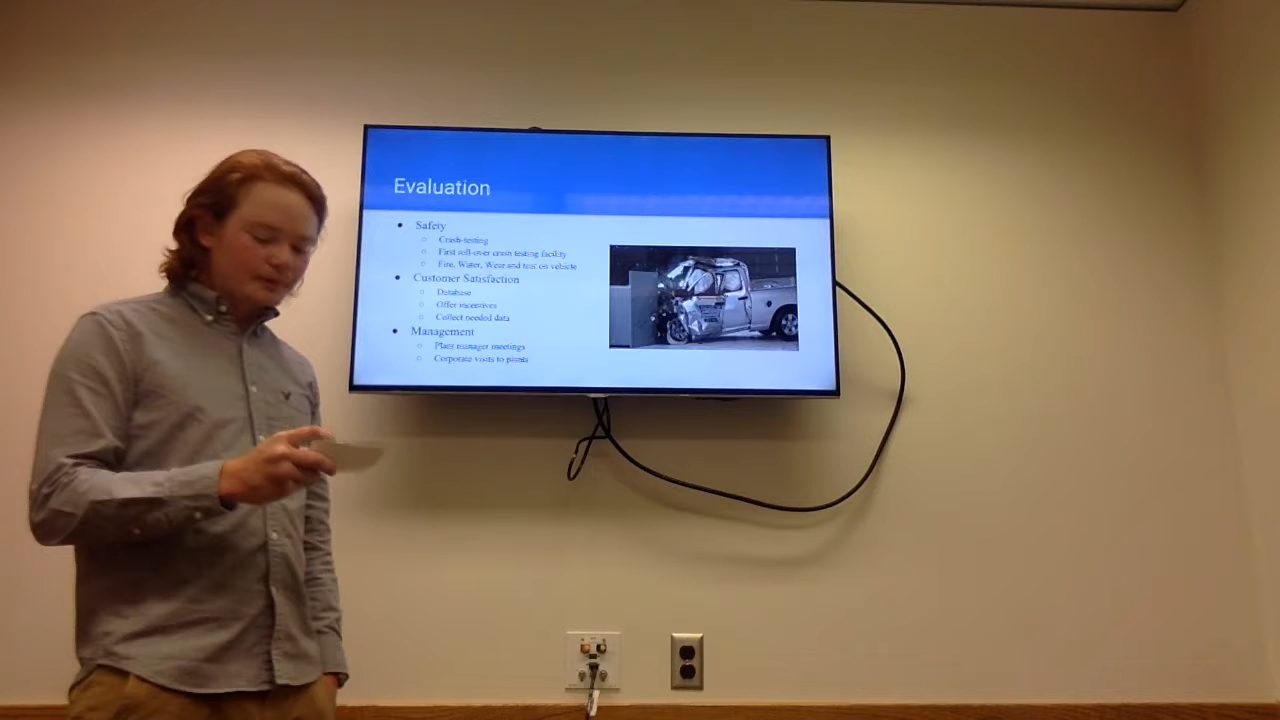 Evaluation
Safety
Crash-testing
First roll-over crash testing facility
Fire, Water, Wear and tear on vehicle
Customer Satisfaction
Database
Offer incentives
Collect needed data
Management
Plant manager meetings
Corporate visits to plants